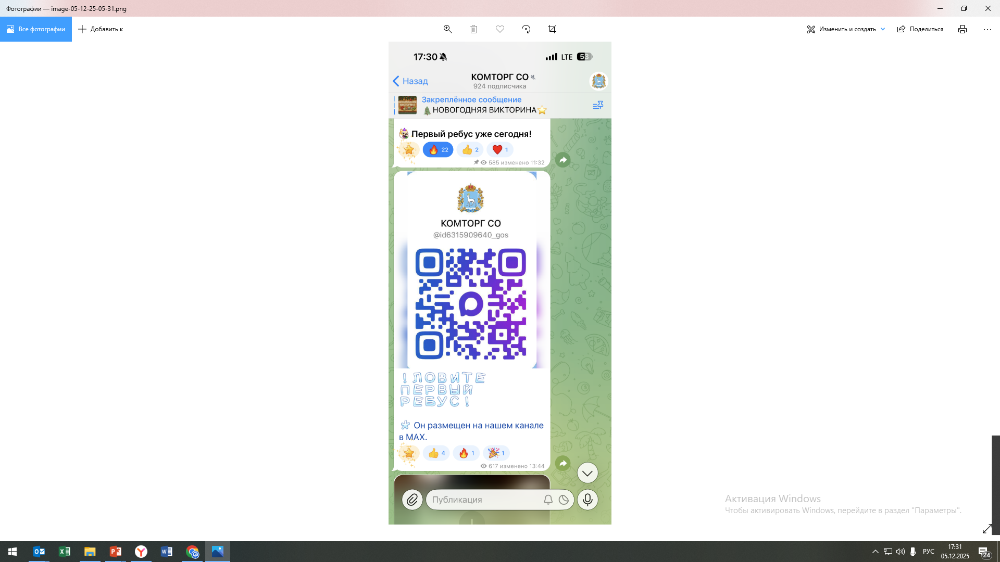 Фотографии — image-05-12-25-05-31.png
Все фотографии
Добавить к
Изменить и создать
Поделиться
17:30
LTE
53
Назад
КОМТОРГ СО
924 подписчика
Закреплённое сообщение
НОВОГОДНЯЯ ВИКТОРИНА
Первый ребус уже сегодня!
22
2
1
585 изменено 11:32
КОМТОРГ СО
@id6315909640_gos
! ЛОВИТЕ
ПЕРВЫЙ
РЕБУС !
Он размещен на нашем канале
в МАХ.
4
1
1
617 изменено 13:44
Публикация
Активация Windows
Чтобы активировать Windows, перейдите в раздел "Параметры".
РУС
17:31
05.12.2025
24